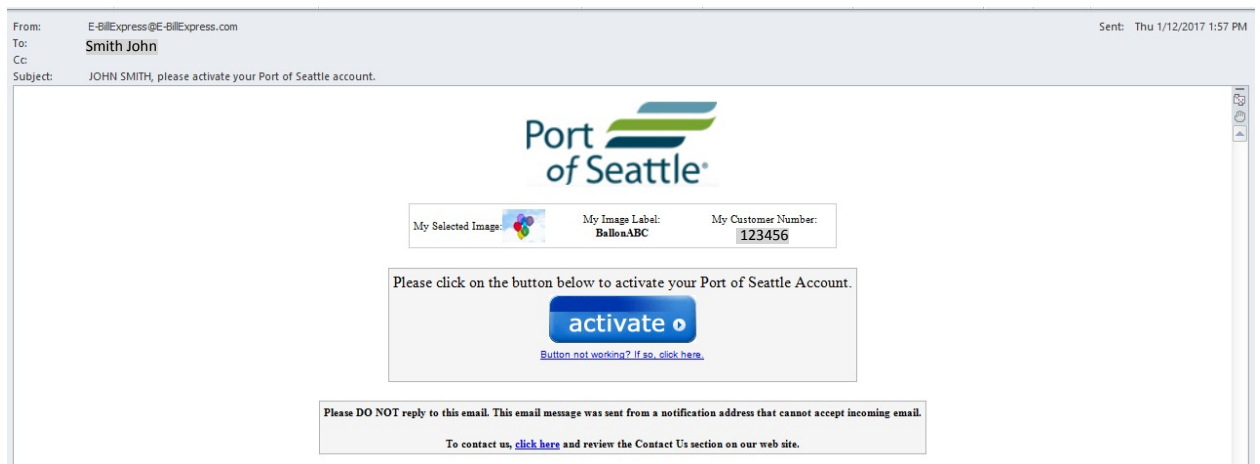 From: E-BillExpress@E-BillExpress.com Sent: Thu 1/12/2017 1:57 PM
To: Smith John
Cc:
Subject: JOHN SMITH, please activate your Port of Seattle account.
Port
of Seattle
My Selected Image: My Image Label: My Customer Number:
BallonABC 123456
Please click on the button below to activate your Port of Seattle Account.
activate
Button not working? If so, click here.
Please DO NOT reply to this email. This email message was sent from a notification address that cannot accept incoming email.
To contact us, click here and review the Contact Us section on our web site.